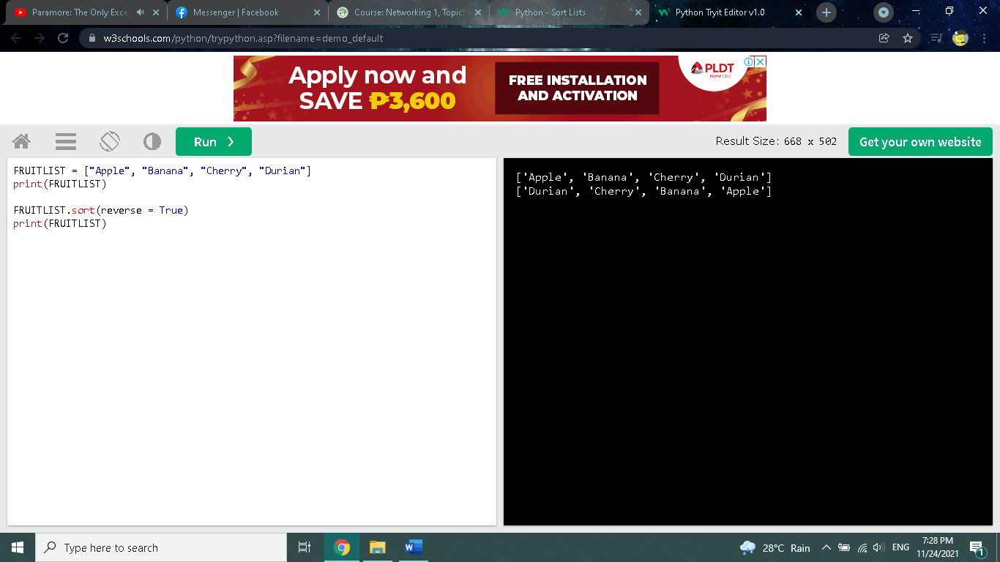 Paramore: The Only Exce
Messenger | Facebook
Course: Networking 1, Topic:
Python - Sort Lists
Python Tryit Editor v1.0
w3schools.com/python/trypython.asp?filename=demo_default
Apply now and
SAVE ₱3,600
FREE INSTALLATION
AND ACTIVATION
PLDT
Home | Biz
Run ❯
Result Size: 668 x 502
Get your own website
FRUITLIST = ["Apple", "Banana", "Cherry", "Durian"]
print(FRUITLIST)
FRUITLIST.sort(reverse = True)
print(FRUITLIST)
['Apple', 'Banana', 'Cherry', 'Durian']
['Durian', 'Cherry', 'Banana', 'Apple']
Type here to search
W
28°C Rain
ENG
7:28 PM
11/24/2021
1